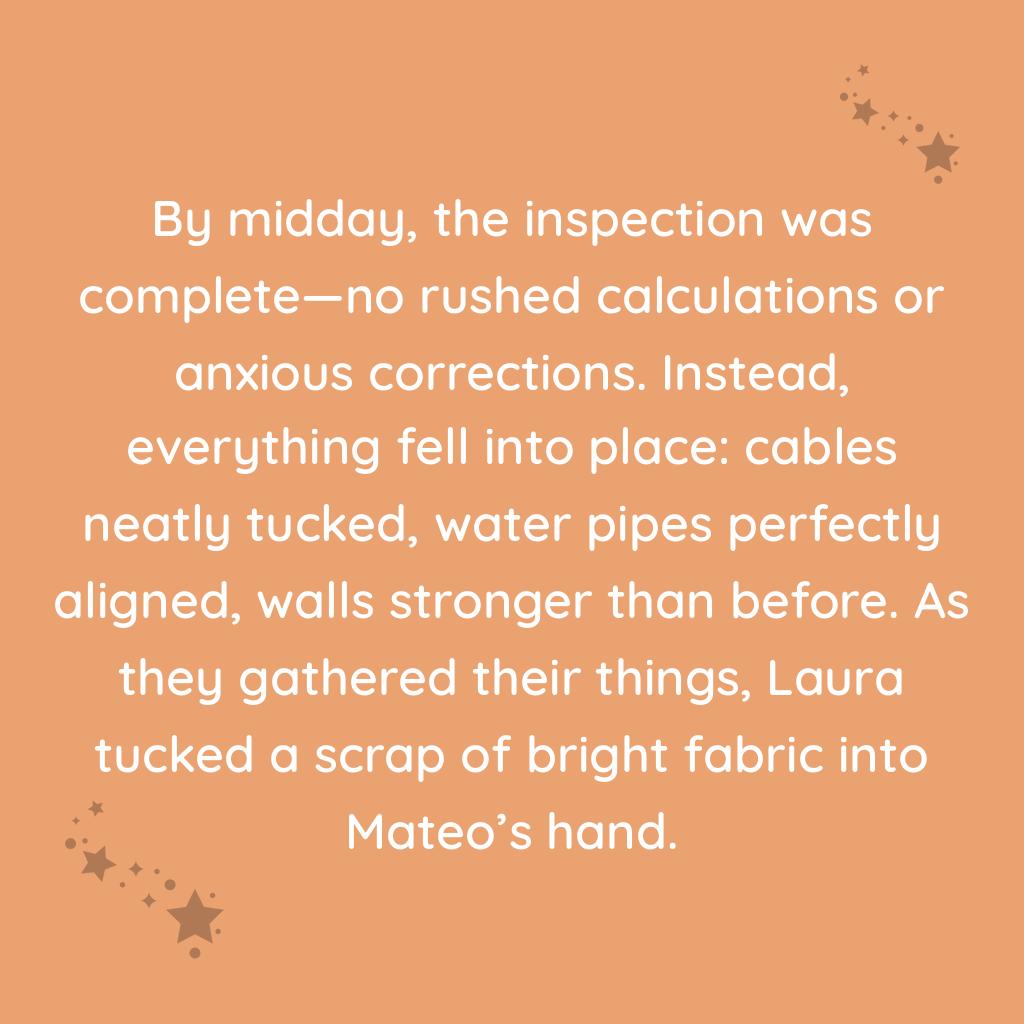 By midday, the inspection was
complete—no rushed calculations or
anxious corrections. Instead,
everything fell into place: cables
neatly tucked, water pipes perfectly
aligned, walls stronger than before. As
they gathered their things, Laura
tucked a scrap of bright fabric into
Mateo’s hand.